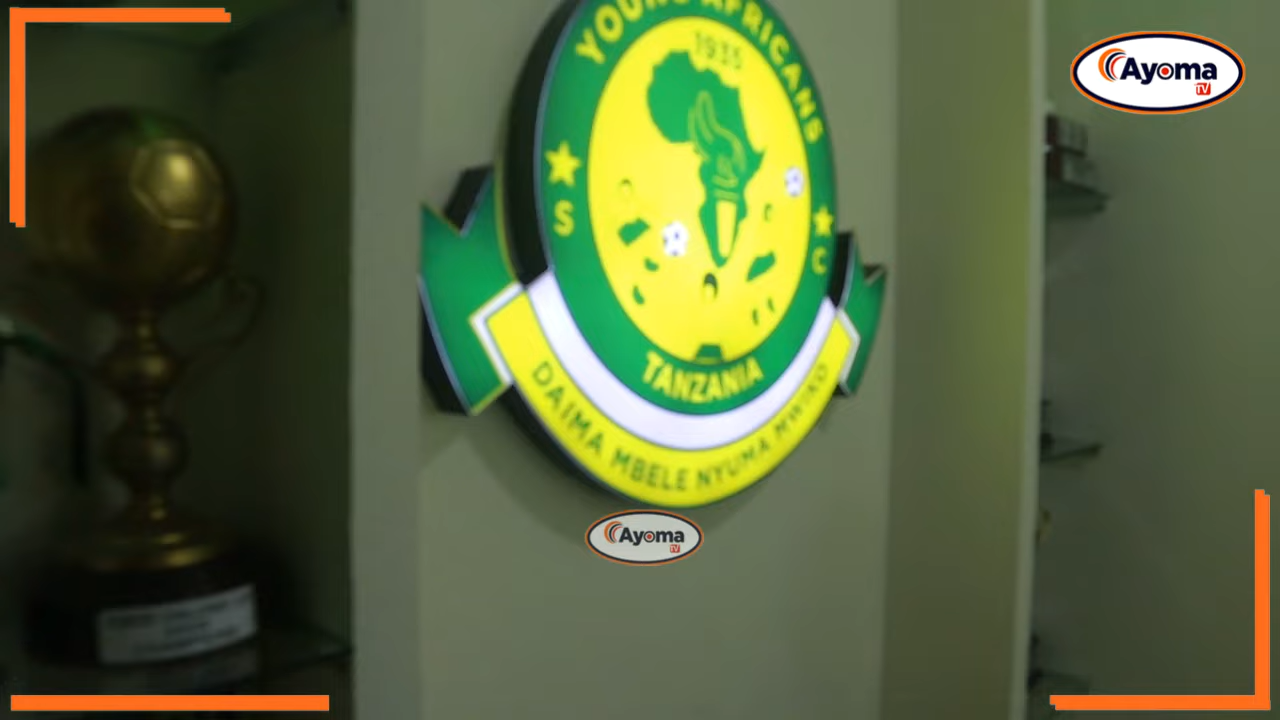 YOUNG AFRICANS
1935
S
C
TANZANIA
DAIMA MBELE NYUMA MWIKO
Ayoma
TV
Ayoma
TV